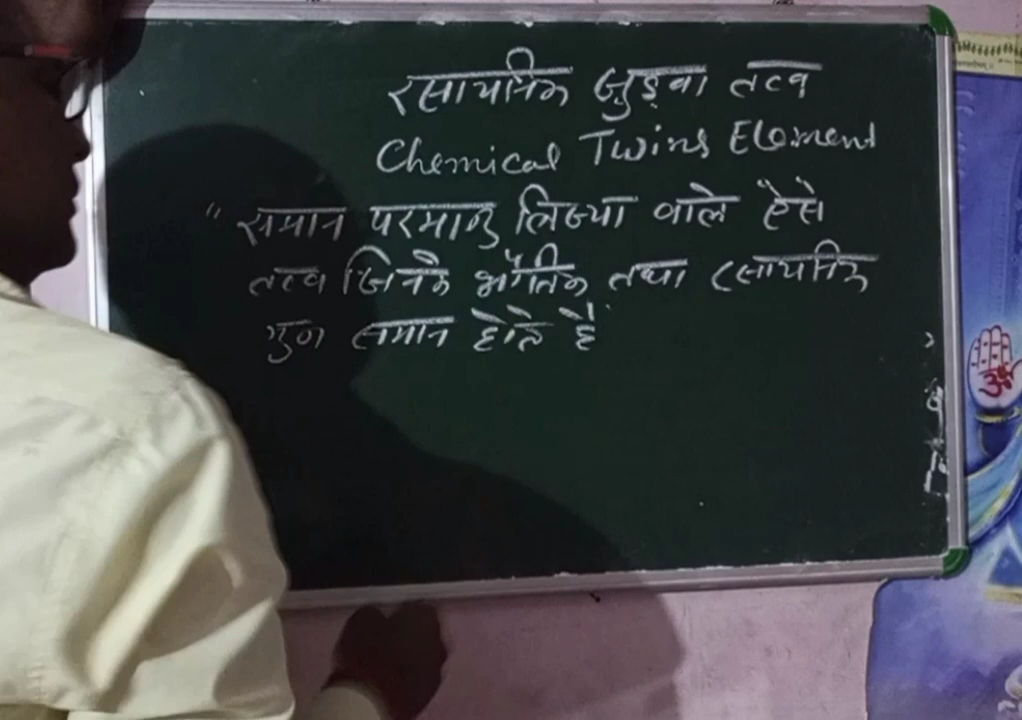 रसायनिक जुड़वा तत्व
Chemical Twins Element
"समान परमाणु त्रिज्या वाले ऐसे
तत्व जिनके भौतिक तथा रसायनिक
गुण समान होते है
ॐ